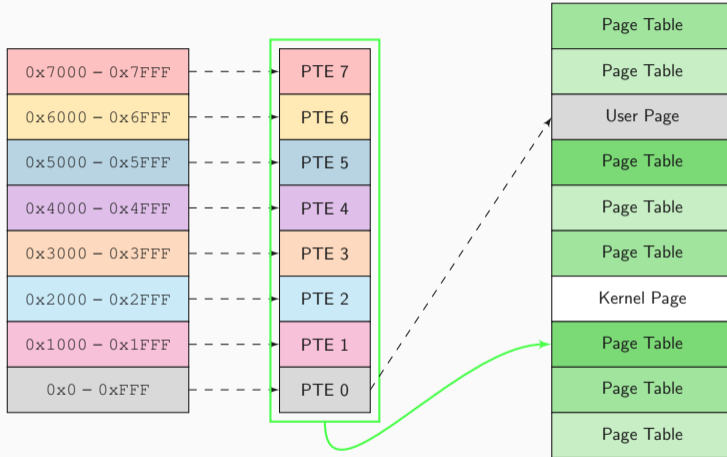 0x7000 – 0x7FFF
0x6000 – 0x6FFF
0x5000 – 0x5FFF
0x4000 – 0x4FFF
0x3000 – 0x3FFF
0x2000 – 0x2FFF
0x1000 – 0x1FFF
0x0 – 0xFFF
PTE 7
PTE 6
PTE 5
PTE 4
PTE 3
PTE 2
PTE 1
PTE 0
Page Table
Page Table
User Page
Page Table
Page Table
Page Table
Kernel Page
Page Table
Page Table
Page Table